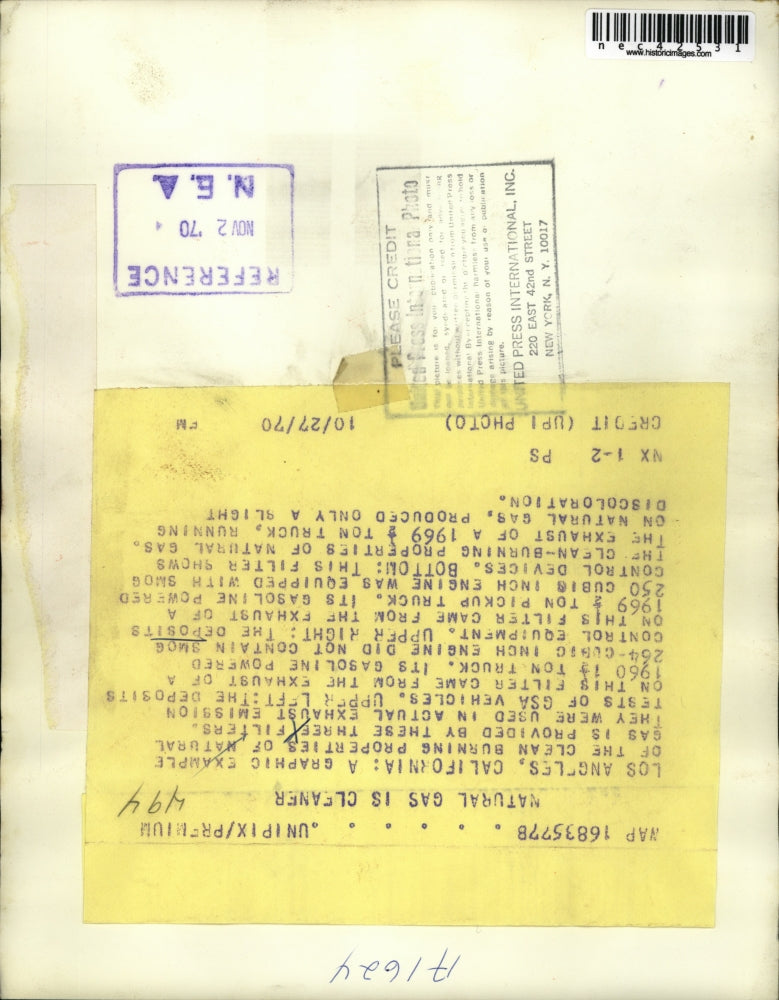 nec42531
www.historicimages.com
REFERENCE
NOV 2 '70
N.E.A.
PLEASE CREDIT
UNITED PRESS INTERNATIONAL, INC.
220 EAST 42nd STREET
NEW YORK, N. Y. 10017
WAP 1683577B . . . . . .UNIPIX/PREMIUM
NATURAL GAS IS CLEANER
494
LOS ANGLES, CALIFORNIA: A GRAPHIC EXAMPLE
OF THE CLEAN BURNING PROPERTIES OF NATURAL
GAS IS PROVIDED BY THESE THREE FILTERS.
THEY WERE USED IN ACTUAL EXHAUST EMISSION
TESTS OF GSA VEHICLES. UPPER LEFT: THE DEPOSITS
ON THIS FILTER CAME FROM THE EXHAUST OF A
1960 TON TRUCK. ITS GASOLINE POWERED
264-CUBIC INCH ENGINE DID NOT CONTAIN SMOG
CONTROL EQUIPMENT. UPPER RIGHT: THE DEPOSITS
ON THIS FILTER CAME FROM THE EXHAUST OF A
1969 ½ TON PICKUP TRUCK. ITS GASOLINE POWERED
250 CUBIS INCH ENGINE WAS EQUIPPED WITH SMOG
CONTROL DEVICES. BOTTOM: THIS FILTER SHOWS
THE CLEAN-BURNING PROPERTIES OF NATURAL GAS.
THE EXHAUST OF A 1969 TON TRUCK, RUNNING
ON NATURAL GAS, PRODUCED ONLY A SLIGHT
DISCOLORATION.
NX 1-2 PS
CREDIT (UPI PHOTO) 10/27/70 FM
171624